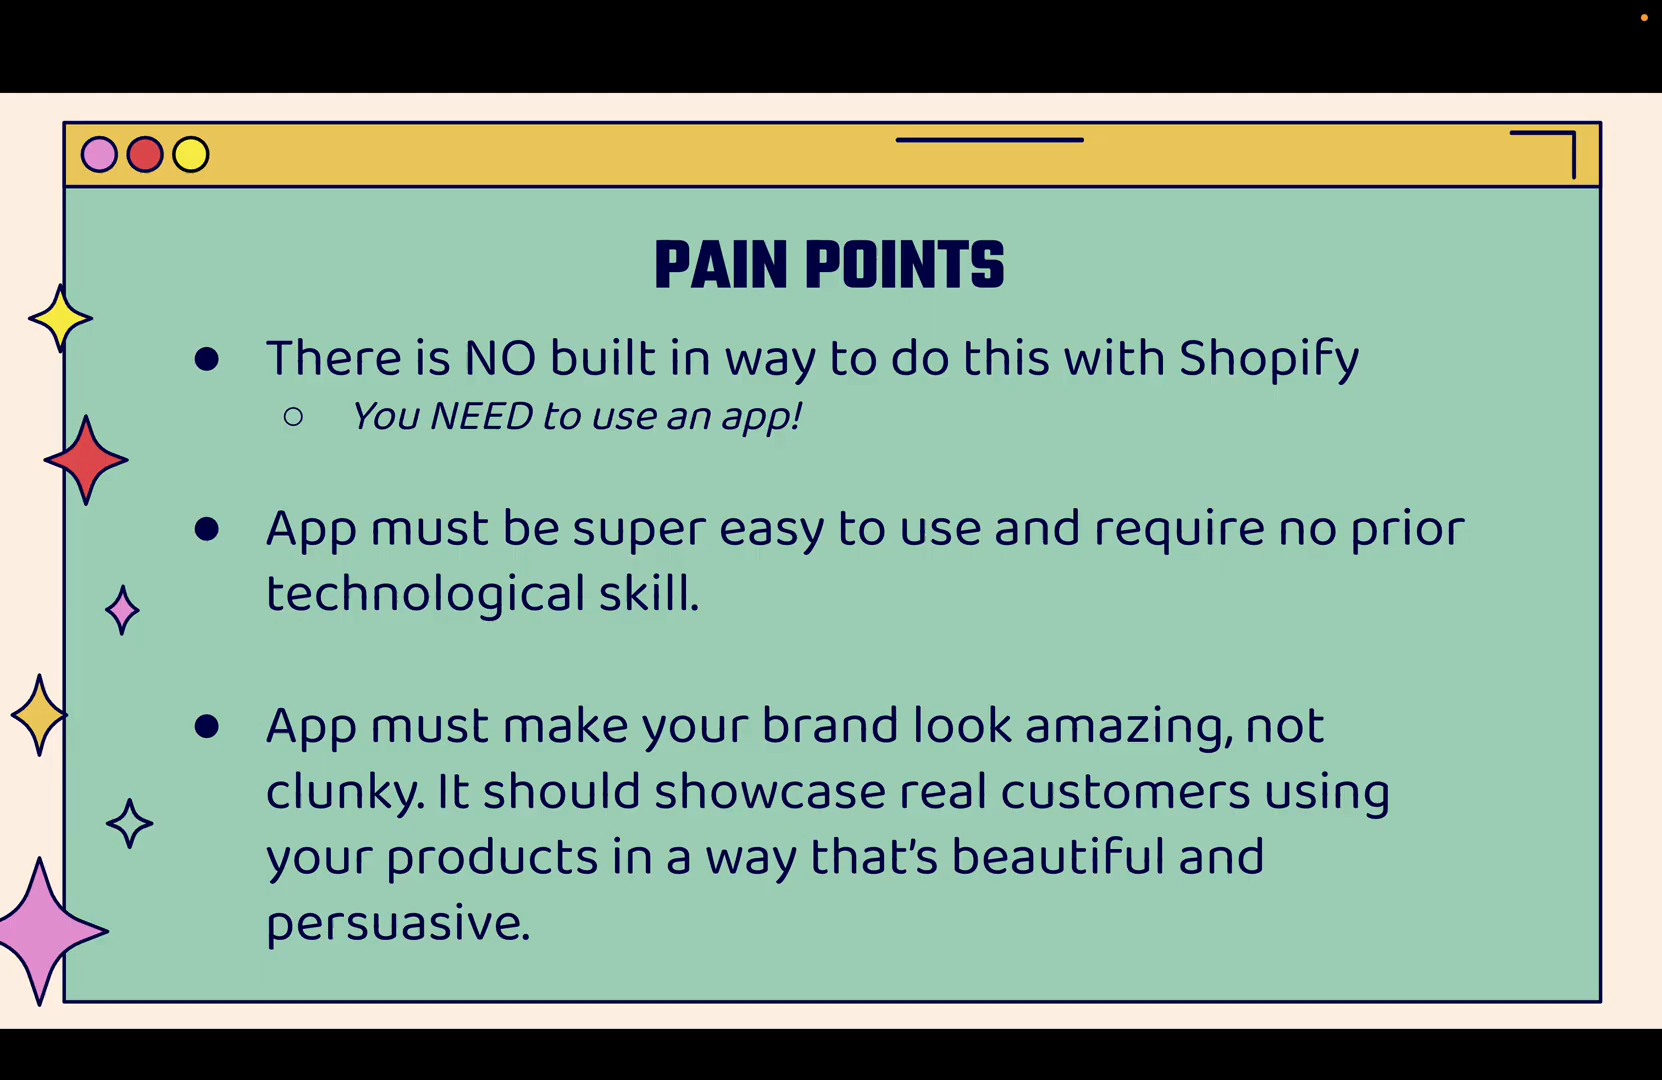 PAIN POINTS
● There is NO built in way to do this with Shopify
○ You NEED to use an app!
● App must be super easy to use and require no prior
technological skill.
● App must make your brand look amazing, not
clunky. It should showcase real customers using
your products in a way that's beautiful and
persuasive.